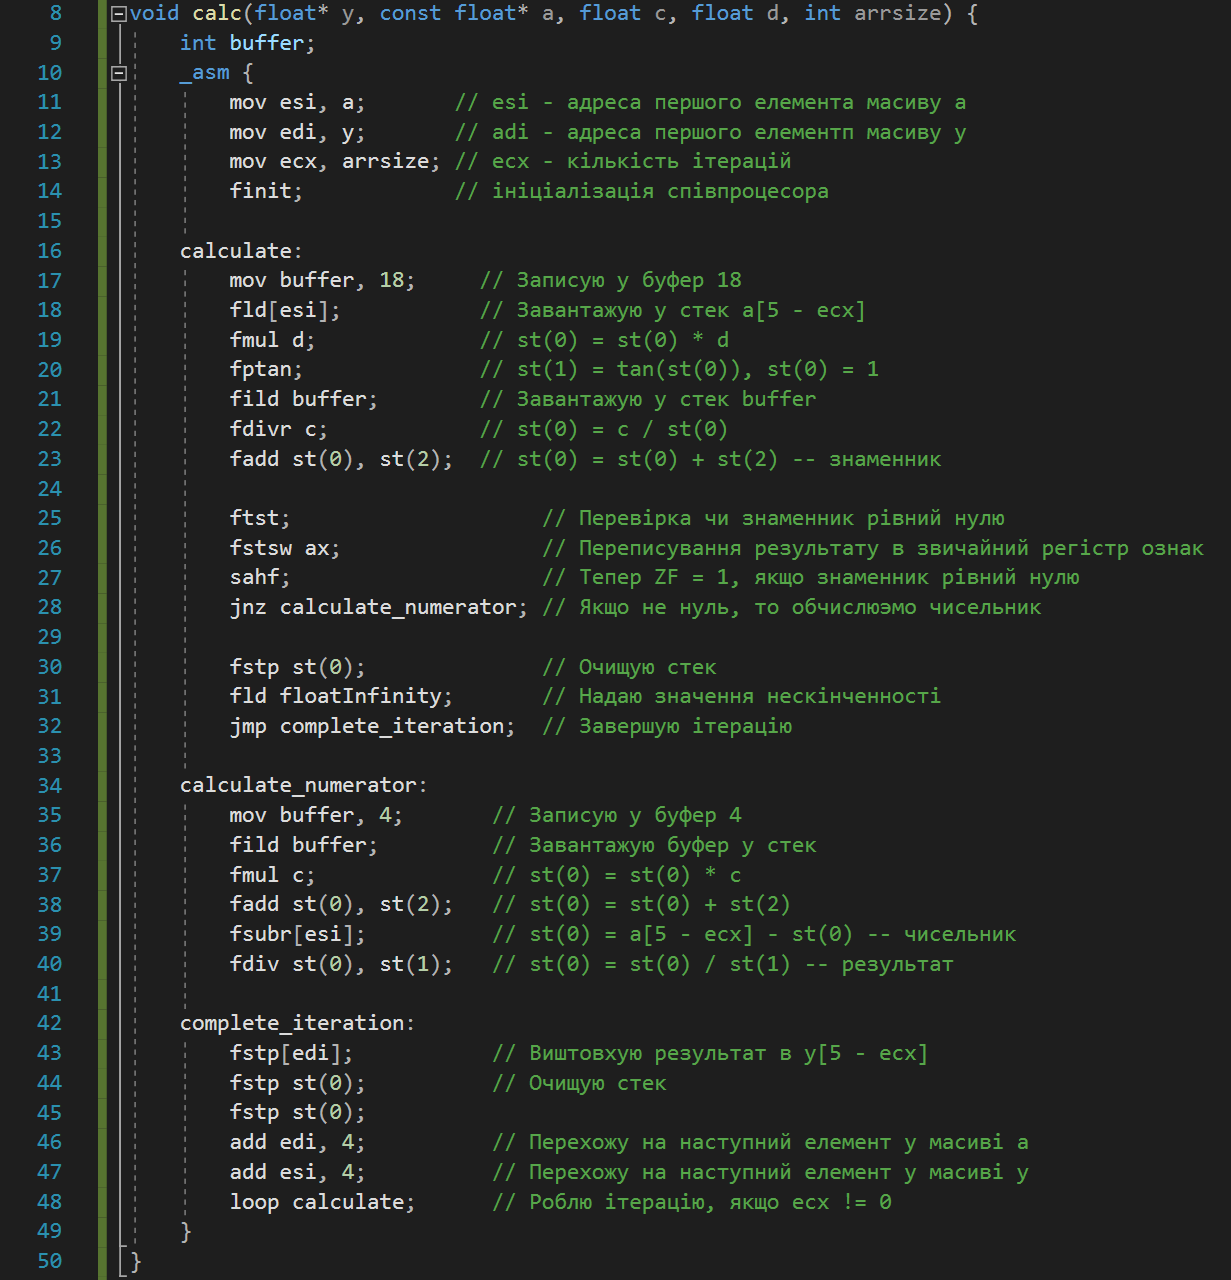 8 void calc(float* y, const float* a, float c, float d, int arrsize) {
9 int buffer;
10 _asm {
11 mov esi, a; // esi - адреса першого елемента масиву a
12 mov edi, y; // adi - адреса першого елементп масиву y
13 mov ecx, arrsize; // ecx - кількість ітерацій
14 finit; // ініціалізація співпроцесора
15
16 calculate:
17 mov buffer, 18; // Записую у буфер 18
18 fld[esi]; // Завантажую у стек a[5 - ecx]
19 fmul d; // st(0) = st(0) * d
20 fptan; // st(1) = tan(st(0)), st(0) = 1
21 fild buffer; // Завантажую у стек buffer
22 fdivr c; // st(0) = c / st(0)
23 fadd st(0), st(2); // st(0) = st(0) + st(2) -- знаменник
24
25 ftst; // Перевірка чи знаменник рівний нулю
26 fstsw ax; // Переписування результату в звичайний регістр ознак
27 sahf; // Тепер ZF = 1, якщо знаменник рівний нулю
28 jnz calculate_numerator; // Якщо не нуль, то обчислюэмо чисельник
29
30 fstp st(0); // Очищую стек
31 fld floatInfinity; // Надаю значення нескінченності
32 jmp complete_iteration; // Завершую ітерацію
33
34 calculate_numerator:
35 mov buffer, 4; // Записую у буфер 4
36 fild buffer; // Завантажую буфер у стек
37 fmul c; // st(0) = st(0) * c
38 fadd st(0), st(2); // st(0) = st(0) + st(2)
39 fsubr[esi]; // st(0) = a[5 - ecx] - st(0) -- чисельник
40 fdiv st(0), st(1); // st(0) = st(0) / st(1) -- результат
41
42 complete_iteration:
43 fstp[edi]; // Виштовхую результат в y[5 - ecx]
44 fstp st(0); // Очищую стек
45 fstp st(0);
46 add edi, 4; // Перехожу на наступний елемент у масиві a
47 add esi, 4; // Перехожу на наступний елемент у масиві y
48 loop calculate; // Роблю ітерацію, якщо ecx != 0
49 }
50 }